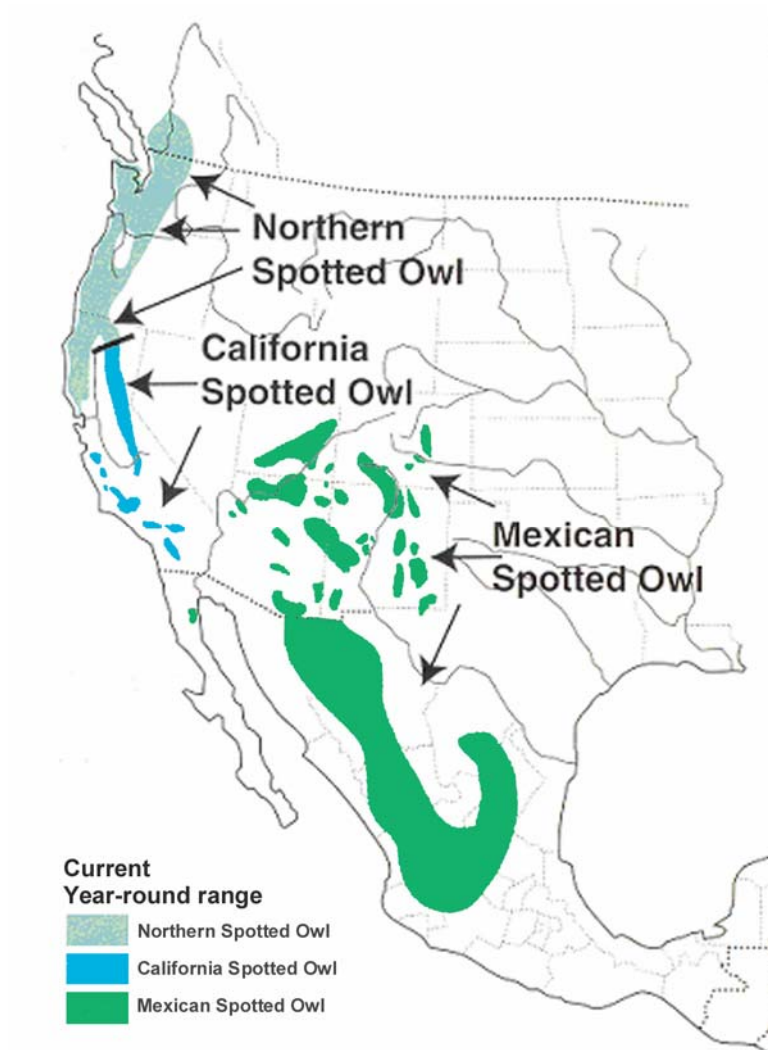 Northern
Spotted Owl
California
Spotted Owl
Mexican
Spotted Owl
Current
Year-round range
Northern Spotted Owl
California Spotted Owl
Mexican Spotted Owl